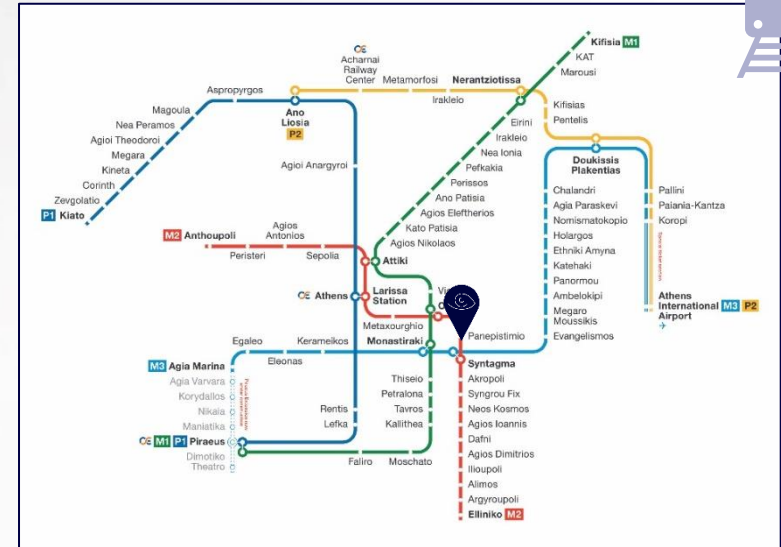 Kifisia M1
KAT
Marousi
OE
Acharnai
Railway
Center
Metamorfosi
Nerantziotissa
Irakleio
Aspropyrgos
Magoula
Nea Peramos
Agioi Theodoroi
Megara
Kineta
Corinth
Zevgolatio
P1 Kiato
Ano
Liosia
P2
Agioi Anargyroi
Kifisias
Pentelis
Eirini
Irakleio
Nea Ionia
Pefkakia
Perissos
Ano Patisia
Agios Eleftherios
Kato Patisia
Agios Nikolaos
Doukissis
Plakentias
Chalandri
Agia Paraskevi
Nomismatokopio
Holargos
Ethniki Amyna
Katehaki
Panormou
Ambelokipi
Megaro
Moussikis
Evangelismos
Pallini
Paiania-Kantza
Koropi
Athens
International M3 P2
Airport
M2 Anthoupoli
Agios
Antonios
Peristeri
Sepolia
Attiki
OE Athens
Larissa
Station
Metaxourghio
Monastiraki
Panepistimio
Syntagma
Egaleo
Kerameikos
Eleonas
M3 Agia Marina
Agia Varvara
Korydallos
Nikaia
Maniatika
OE M1 P1 Piraeus
Dimotiko
Theatro
Rentis
Lefka
Thiseio
Petralona
Tavros
Kallithea
Faliro
Moschato
Akropoli
Syngrou Fix
Neos Kosmos
Agios Ioannis
Dafni
Agios Dimitrios
Ilioupoli
Alimos
Argyroupoli
Elliniko M2